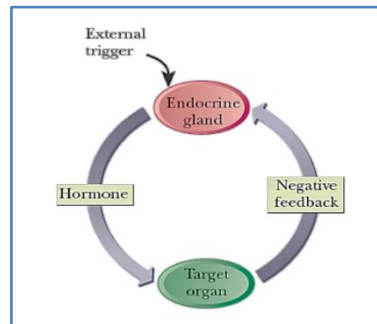 External
trigger
Endocrine
gland
Hormone
Negative
feedback
Target
organ